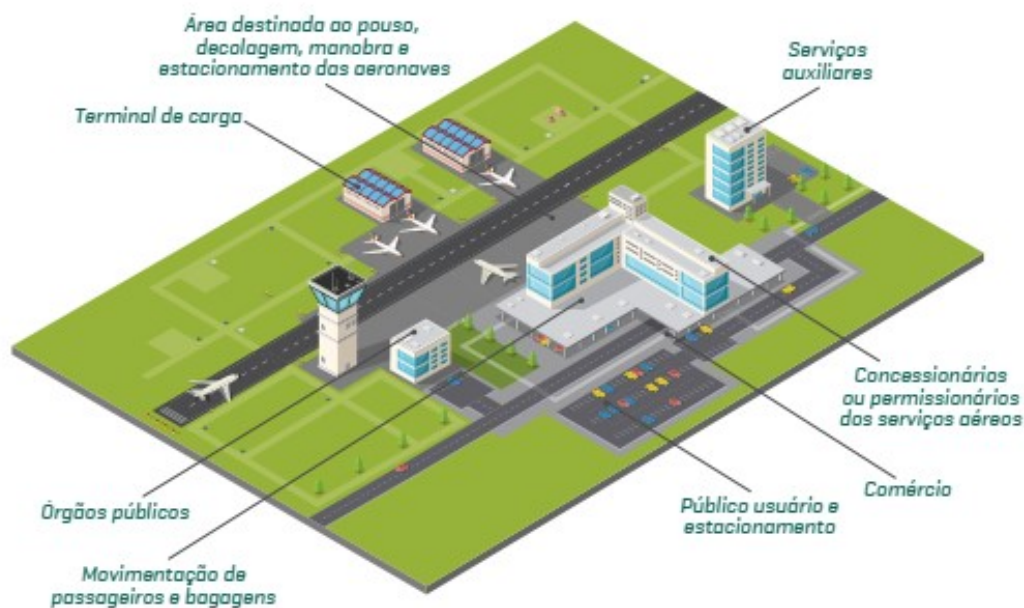 Área destinada ao pouso,
decolagem, manobra e
estacionamento das aeronaves
Serviços
auxiliares
Terminal de carga
Concessionários
ou permissionários
dos serviços aéreos
Comércio
Público usuário e
estacionamento
Órgãos públicos
Movimentação de
passageiros e bagagens